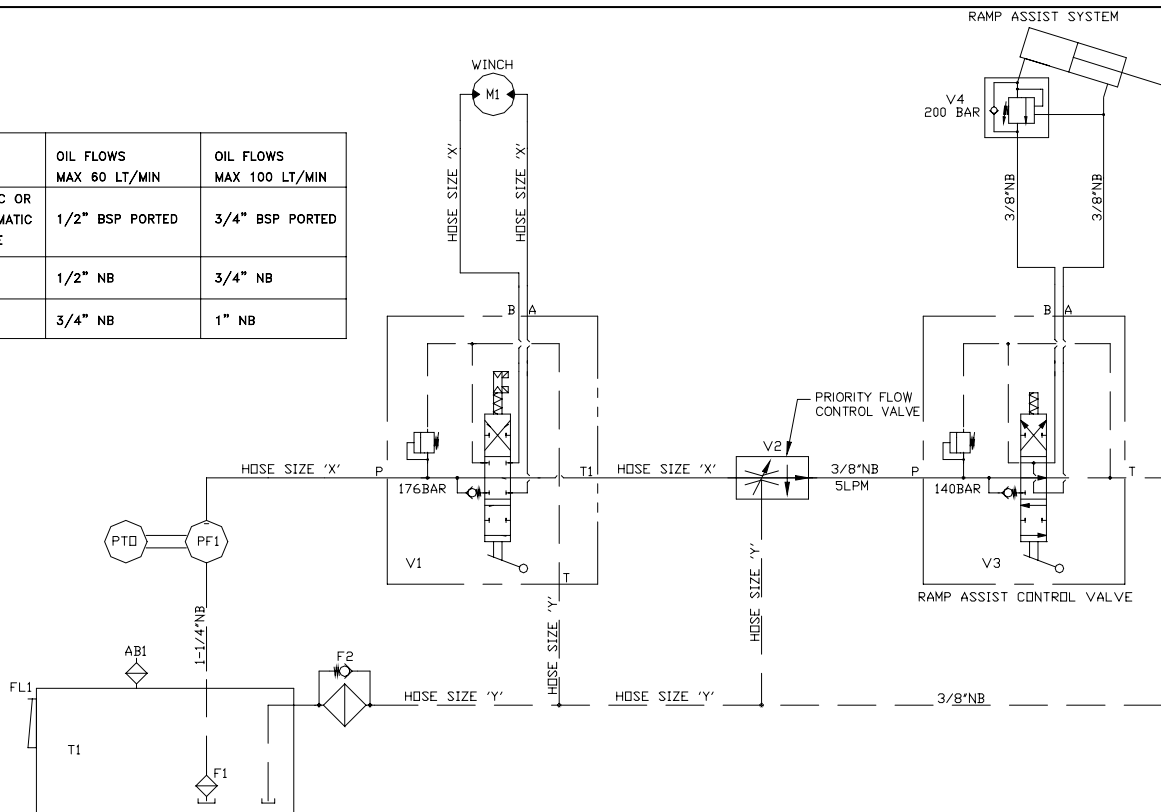 RAMP ASSIST SYSTEM
WINCH
M1
V4
200 BAR
OIL FLOWS
MAX 60 LT/MIN
OIL FLOWS
MAX 100 LT/MIN
C OR
MATIC
E
1/2" BSP PORTED
3/4" BSP PORTED
1/2" NB
3/4" NB
3/4" NB
1" NB
HOSE SIZE 'X'
HOSE SIZE 'X'
3/8"NB
3/8"NB
B
A
B
A
PRIORITY FLOW
CONTROL VALVE
V2
HOSE SIZE 'X'
P
176BAR
T1
HOSE SIZE 'X'
3/8"NB
5LPM
P
140BAR
T
PTO
PF1
V1
T
V3
RAMP ASSIST CONTROL VALVE
HOSE SIZE 'Y'
HOSE SIZE 'Y'
1-1/4"NB
AB1
F2
FL1
HOSE SIZE 'Y'
HOSE SIZE 'Y'
3/8"NB
T1
F1